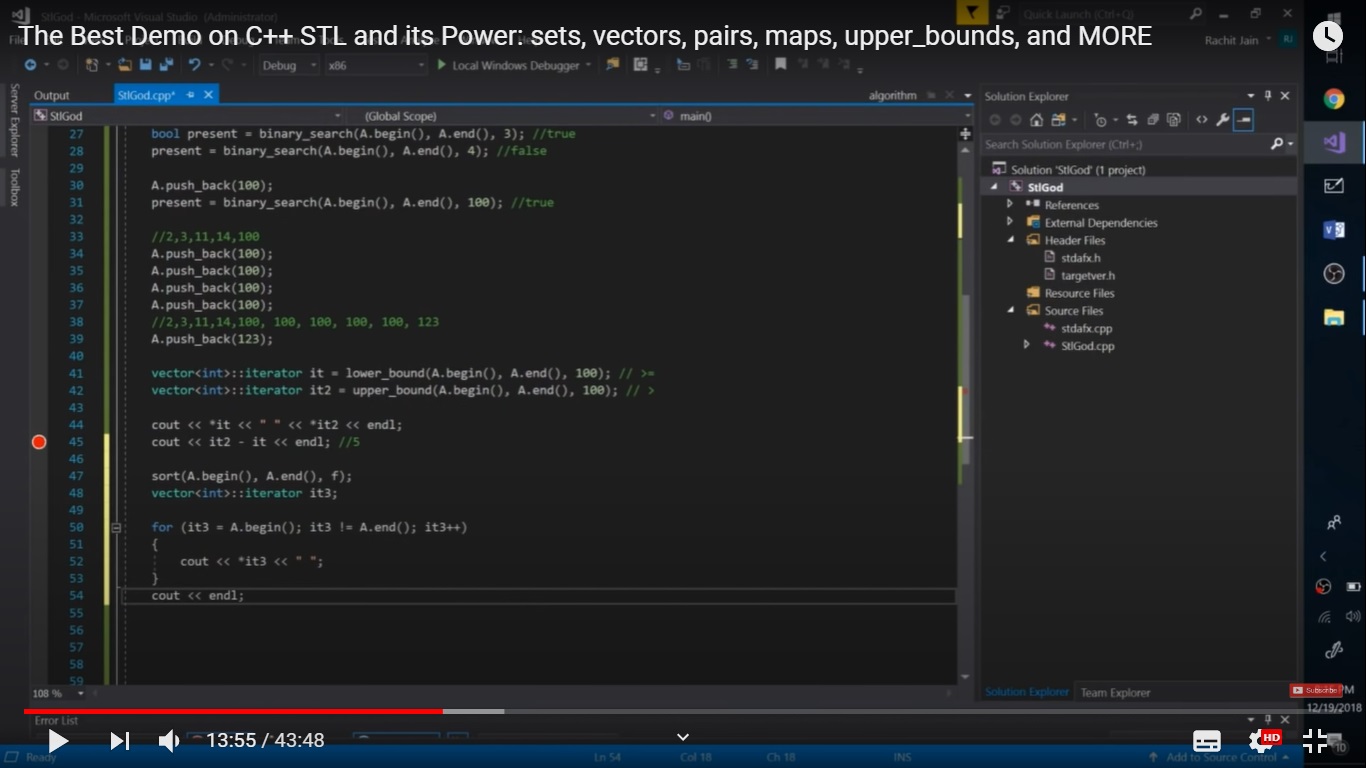 StlGod - Microsoft Visual Studio (Administrator)
Quick Launch (Ctrl+Q)
The Best Demo on C++ STL and its Power: sets, vectors, pairs, maps, upper_bounds, and MORE
Rachit Jain
RJ
Debug
x86
Local Windows Debugger
Server Explorer
Toolbox
Output
StlGod.cpp*
algorithm
StlGod
(Global Scope)
main()
27 bool present = binary_search(A.begin(), A.end(), 3); //true
28 present = binary_search(A.begin(), A.end(), 4); //false
29
30 A.push_back(100);
31 present = binary_search(A.begin(), A.end(), 100); //true
32
33 //2,3,11,14,100
34 A.push_back(100);
35 A.push_back(100);
36 A.push_back(100);
37 A.push_back(100);
38 //2,3,11,14,100, 100, 100, 100, 100, 123
39 A.push_back(123);
40
41 vector<int>::iterator it = lower_bound(A.begin(), A.end(), 100); // >=
42 vector<int>::iterator it2 = upper_bound(A.begin(), A.end(), 100); // >
43
44 cout << *it << " " << *it2 << endl;
45 cout << it2 - it << endl; //5
46
47 sort(A.begin(), A.end(), f);
48 vector<int>::iterator it3;
49
50 for (it3 = A.begin(); it3 != A.end(); it3++)
51 {
52 cout << *it3 << " ";
53 }
54 cout << endl;
55
56
57
58
59
108 %
Solution Explorer
Search Solution Explorer (Ctrl+;)
Solution 'StlGod' (1 project)
StlGod
References
External Dependencies
Header Files
stdafx.h
targetver.h
Resource Files
Source Files
stdafx.cpp
StlGod.cpp
Solution Explorer
Team Explorer
Subscribe
PM
12/19/2018
Error List
13:55 / 43:48
HD
10
Ready
Ln 54
Col 18
Ch 18
INS
Add to Source Control